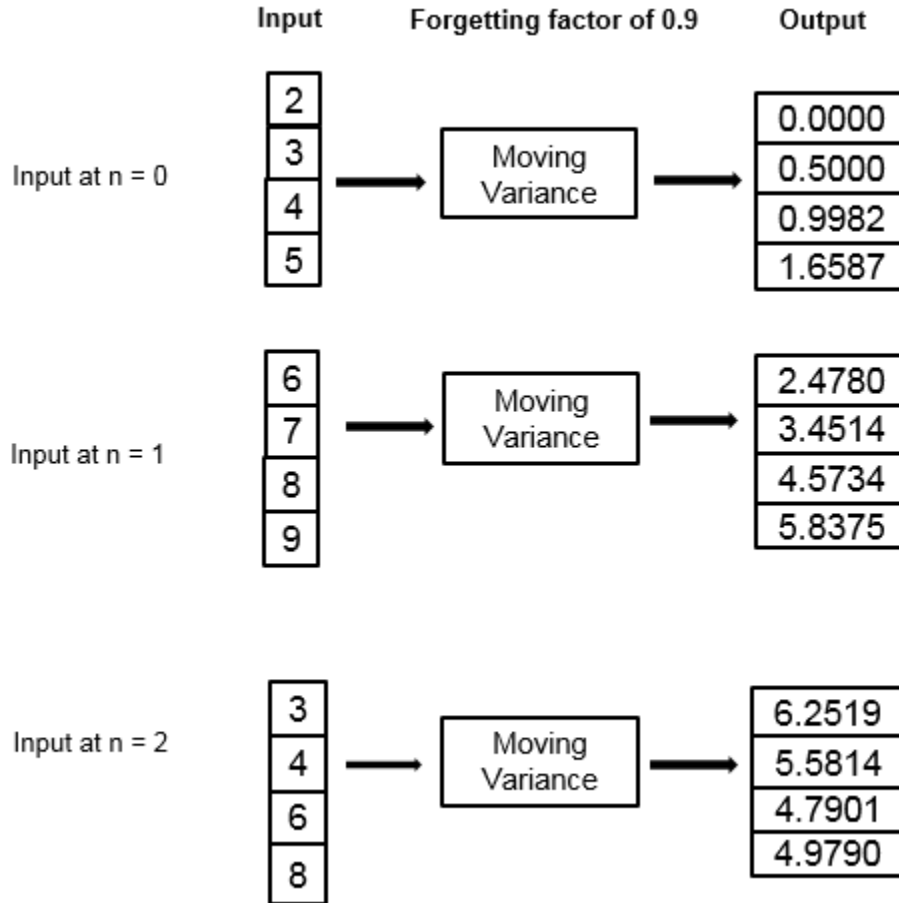 Input Forgetting factor of 0.9 Output
Input at n = 0
2
3
4
5
Moving
Variance
0.0000
0.5000
0.9982
1.6587
Input at n = 1
6
7
8
9
Moving
Variance
2.4780
3.4514
4.5734
5.8375
Input at n = 2
3
4
6
8
Moving
Variance
6.2519
5.5814
4.7901
4.9790